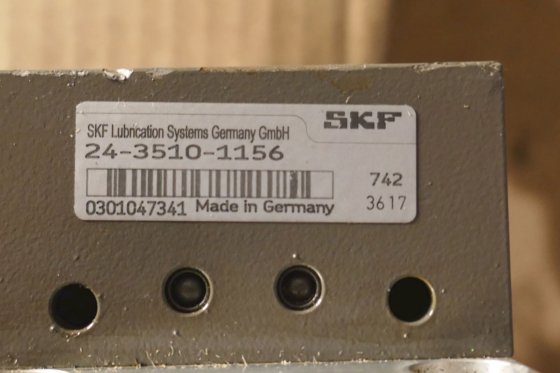 SKF Lubrication Systems Germany GmbH
SKF
24-3510-1156
742
0301047341 Made in Germany
3617